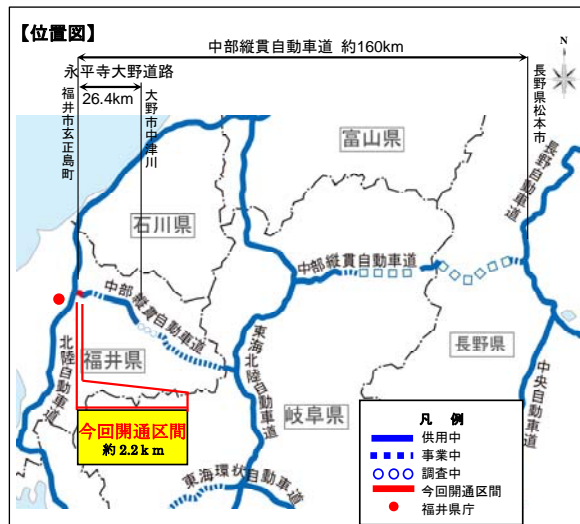 【位置図】
中部縦貫自動車道 約160km
N
永平寺大野道路
26.4km
福井市玄正島町
大野市中津川
長野県松本市
富山県
長野自動車道
石川県
中部縦貫自動車道
中部縦貫自動車道
福井県
北陸自動車道
東海北陸自動車道
長野県
中央自動車道
岐阜県
今回開通区間
約2.2km
東海環状自動車道
凡 例
供用中
事業中
調査中
今回開通区間
福井県庁